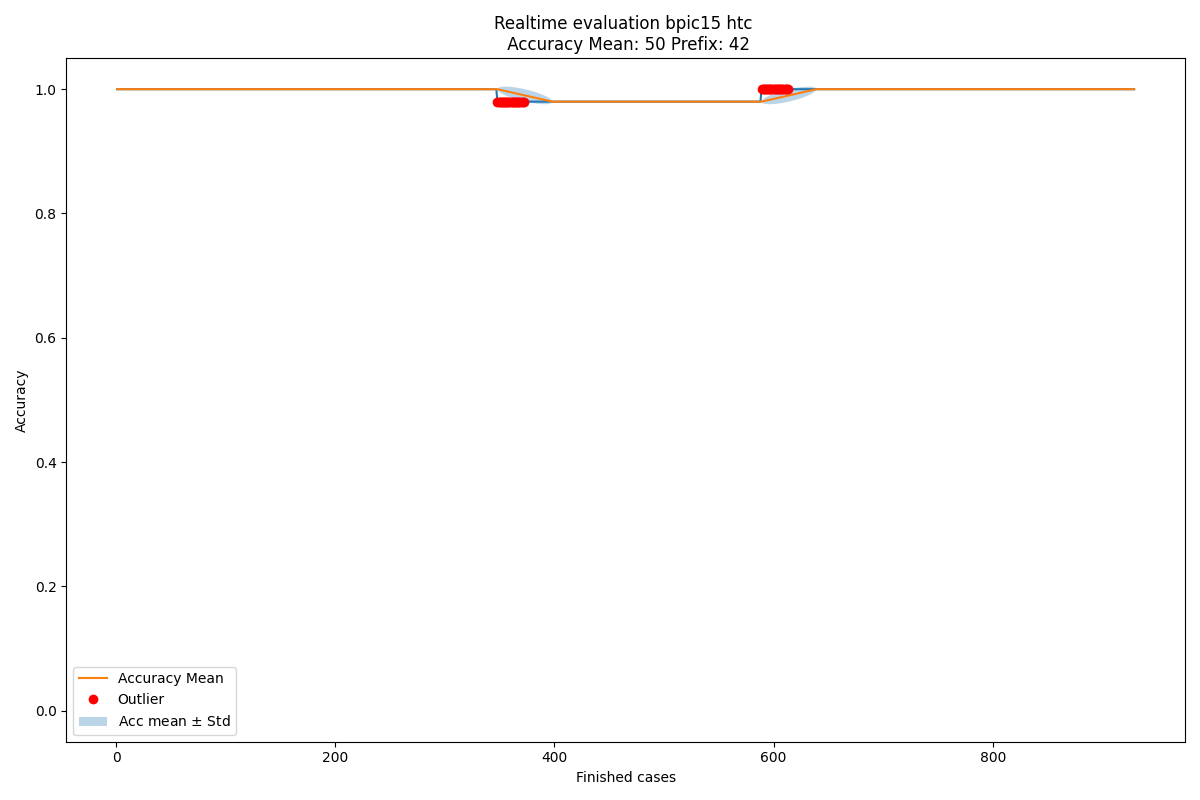 Realtime evaluation bpic15 htc
Accuracy Mean: 50 Prefix: 42
1.0
0.8
0.6
0.4
0.2
0.0
Accuracy
Accuracy Mean
Outlier
Acc mean ± Std
0 200 400 600 800
Finished cases